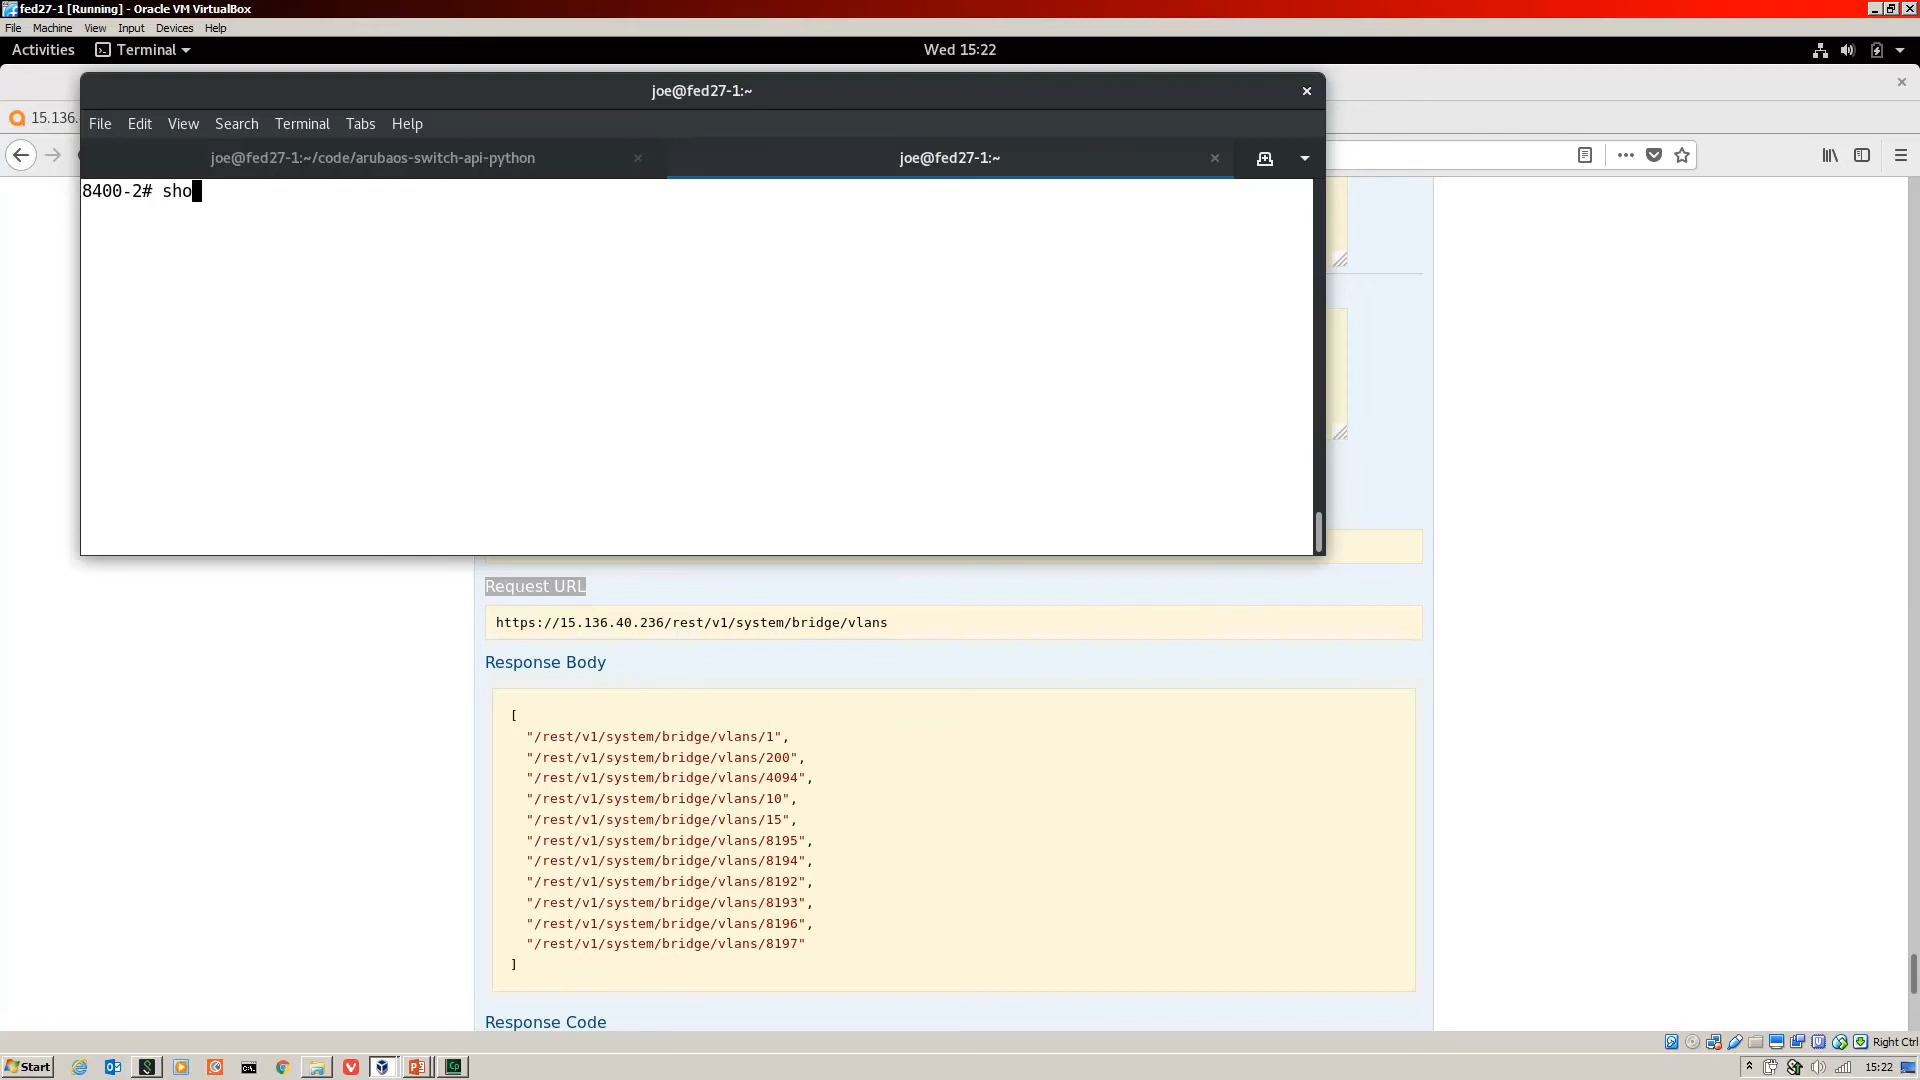 fed27-1 [Running] - Oracle VM VirtualBox
File Machine View Input Devices Help
Activities Terminal Wed 15:22
joe@fed27-1:~
15.136.
File Edit View Search Terminal Tabs Help
joe@fed27-1:~/code/arubaos-switch-api-python joe@fed27-1:~
8400-2# sho
Request URL
https://15.136.40.236/rest/v1/system/bridge/vlans
Response Body
[
"/rest/v1/system/bridge/vlans/1",
"/rest/v1/system/bridge/vlans/200",
"/rest/v1/system/bridge/vlans/4094",
"/rest/v1/system/bridge/vlans/10",
"/rest/v1/system/bridge/vlans/15",
"/rest/v1/system/bridge/vlans/8195",
"/rest/v1/system/bridge/vlans/8194",
"/rest/v1/system/bridge/vlans/8192",
"/rest/v1/system/bridge/vlans/8193",
"/rest/v1/system/bridge/vlans/8196",
"/rest/v1/system/bridge/vlans/8197"
]
Response Code
Right Ctrl
Start 15:22